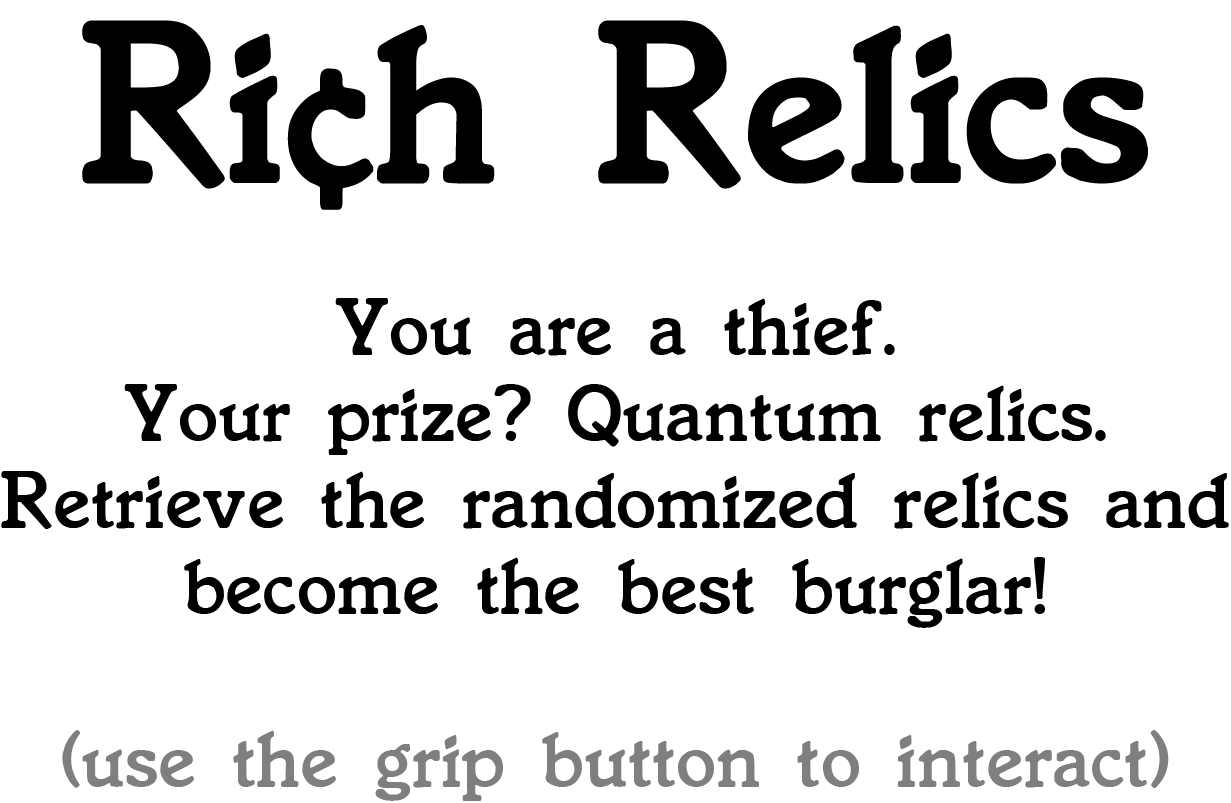 Ri¢h Relics
You are a thief.
Your prize? Quantum relics.
Retrieve the randomized relics and
become the best burglar!
(use the grip button to interact)